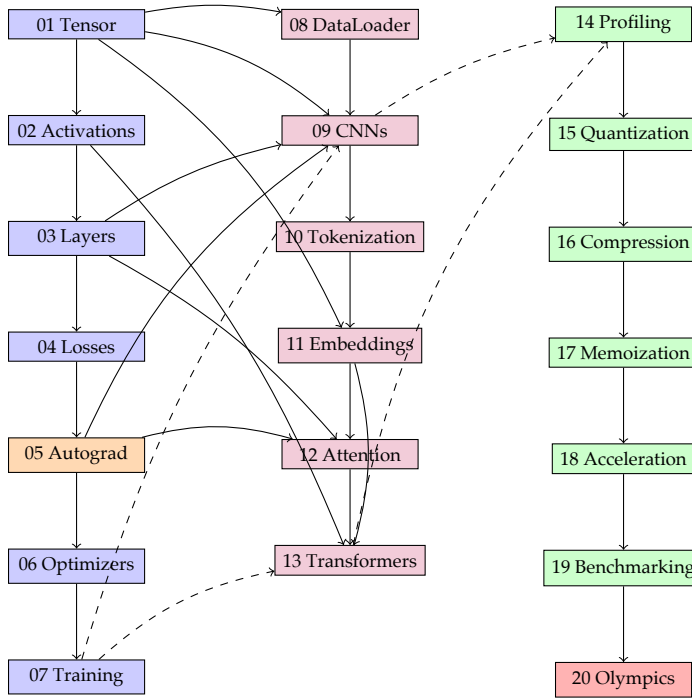 01 Tensor
02 Activations
03 Layers
04 Losses
05 Autograd
06 Optimizers
07 Training
08 DataLoader
09 CNNs
10 Tokenization
11 Embeddings
12 Attention
13 Transformers
14 Profiling
15 Quantization
16 Compression
17 Memoization
18 Acceleration
19 Benchmarking
20 Olympics